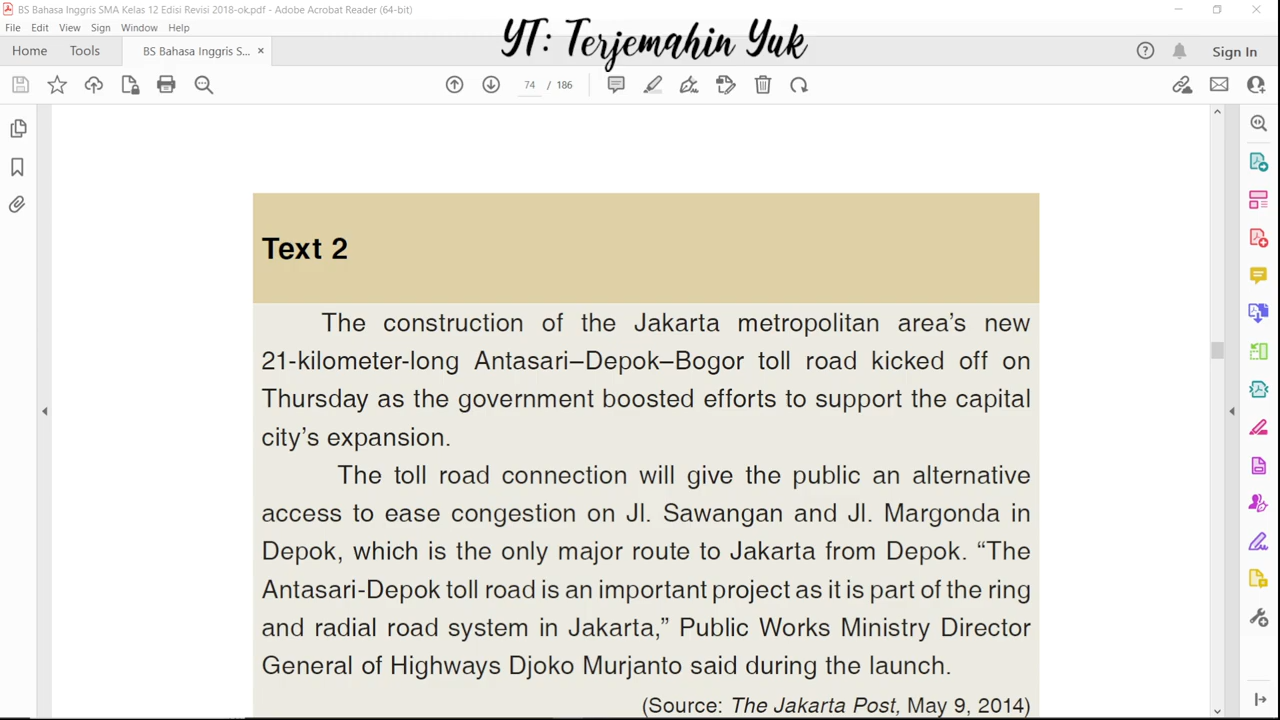 BS Bahasa Inggris SMA Kelas 12 Edisi Revisi 2018-ok.pdf - Adobe Acrobat Reader (64-bit)
YT: Terjemahin Yuk
File Edit View Sign Window Help
Home Tools BS Bahasa Inggris S... × Sign In
74 / 186
Text 2
The construction of the Jakarta metropolitan area’s new
21-kilometer-long Antasari–Depok–Bogor toll road kicked off on
Thursday as the government boosted efforts to support the capital
city’s expansion.
The toll road connection will give the public an alternative
access to ease congestion on Jl. Sawangan and Jl. Margonda in
Depok, which is the only major route to Jakarta from Depok. “The
Antasari-Depok toll road is an important project as it is part of the ring
and radial road system in Jakarta,” Public Works Ministry Director
General of Highways Djoko Murjanto said during the launch.
(Source: The Jakarta Post, May 9, 2014)